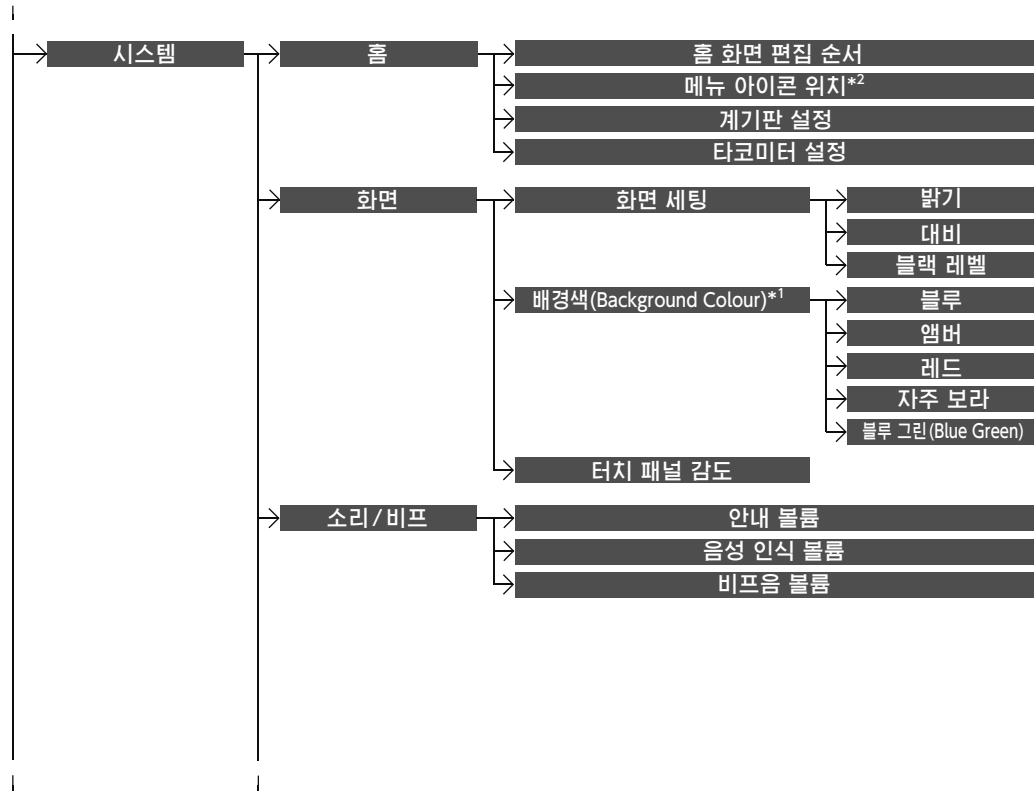 시스템
홈
홈 화면 편집 순서
메뉴 아이콘 위치*2
계기판 설정
타코미터 설정
화면
화면 세팅
밝기
대비
블랙 레벨
배경색(Background Colour)*1
블루
앰버
레드
자주 보라
블루 그린(Blue Green)
터치 패널 감도
소리/비프
안내 볼륨
음성 인식 볼륨
비프음 볼륨